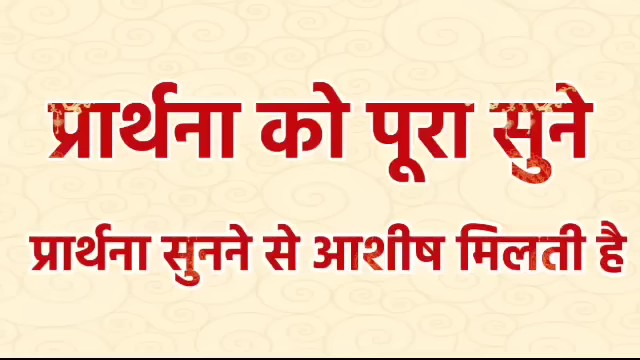 प्रार्थना को पूरा सुने
प्रार्थना सुनने से आशीष मिलती है